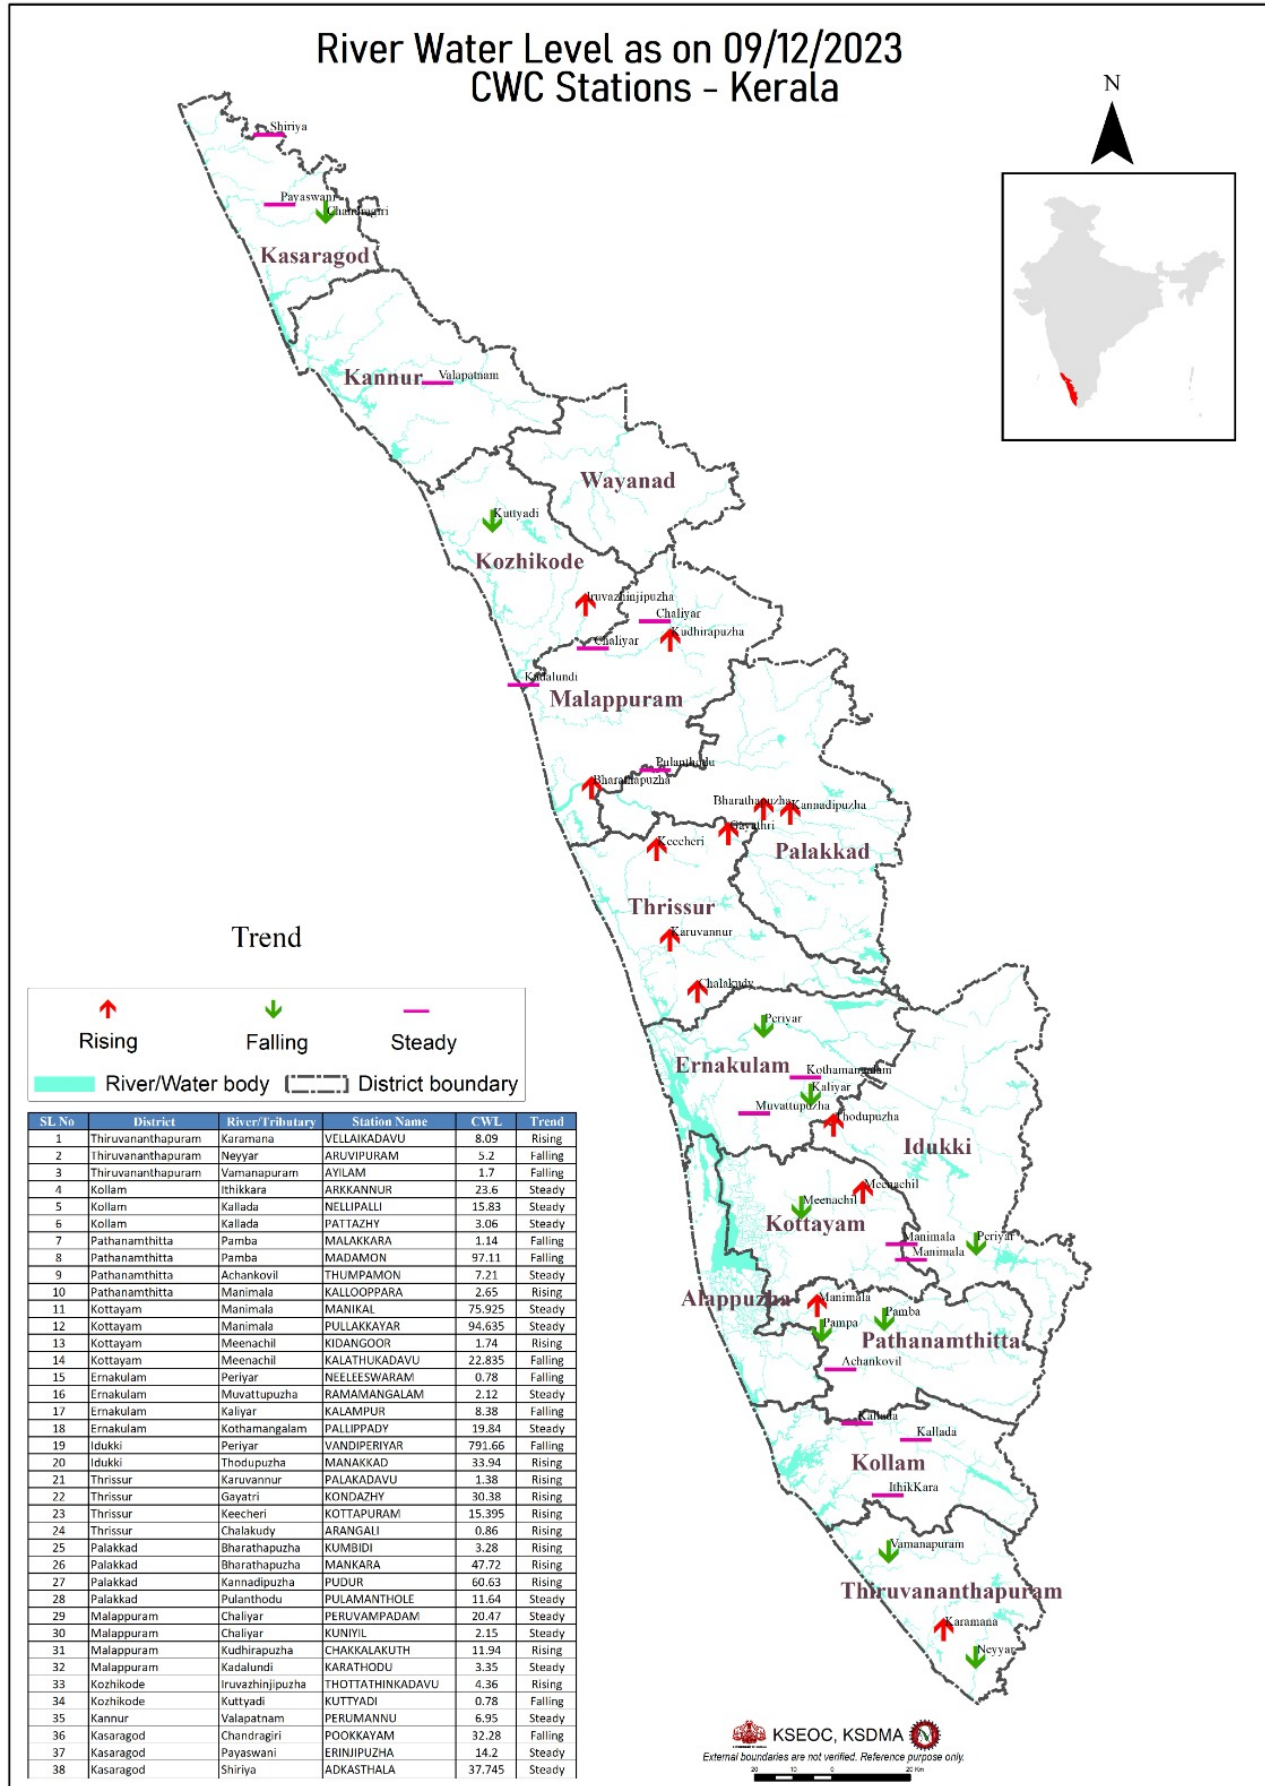 River Water Level as on 09/12/2023
CWC Stations - Kerala
N
Shiriya
Payaswani
Chandragiri
Kasaragod
Kannur
Valapatnam
Wayanad
Kuttyadi
Kozhikode
Iruvazhinjipuzha
Chaliyar
Kudhirapuzha
Chaliyar
Kadalundi
Malappuram
Pulanthodu
Bharathapuzha
Bharathapuzha
Kannadipuzha
Gayathri
Keecheri
Palakkad
Thrissur
Karuvannur
Chalakudy
Periyar
Ernakulam
Kothamangalam
Kaliyar
Muvattupuzha
Thodupuzha
Idukki
Meenachil
Meenachil
Kottayam
Manimala
Periyar
Manimala
Alappuzha
Manimala
Pamba
Pampa
Pathanamthitta
Achankovil
Kallada
Kallada
Kollam
IthikKara
Vamanapuram
Thiruvananthapuram
Karamana
Neyyar
Trend
Rising Falling Steady
River/Water body District boundary
SL No District River/Tributary Station Name CWL Trend
1 Thiruvananthapuram Karamana VELLAIKADAVU 8.09 Rising
2 Thiruvananthapuram Neyyar ARUVIPURAM 5.2 Falling
3 Thiruvananthapuram Vamanapuram AYILAM 1.7 Falling
4 Kollam Ithikkara ARKKANNUR 23.6 Steady
5 Kollam Kallada NELLIPALLI 15.83 Steady
6 Kollam Kallada PATTAZHY 3.06 Steady
7 Pathanamthitta Pamba MALAKKARA 1.14 Falling
8 Pathanamthitta Pamba MADAMON 97.11 Falling
9 Pathanamthitta Achankovil THUMPAMON 7.21 Steady
10 Pathanamthitta Manimala KALLOOPPARA 2.65 Rising
11 Kottayam Manimala MANIKAL 75.925 Steady
12 Kottayam Manimala PULLAKKAYAR 94.635 Steady
13 Kottayam Meenachil KIDANGOOR 1.74 Rising
14 Kottayam Meenachil KALATHUKADAVU 22.835 Falling
15 Ernakulam Periyar NEELEESWARAM 0.78 Falling
16 Ernakulam Muvattupuzha RAMAMANGALAM 2.12 Steady
17 Ernakulam Kaliyar KALAMPUR 8.38 Falling
18 Ernakulam Kothamangalam PALLIPPADY 19.84 Steady
19 Idukki Periyar VANDIPERIYAR 791.66 Falling
20 Idukki Thodupuzha MANAKKAD 33.94 Rising
21 Thrissur Karuvannur PALAKADAVU 1.38 Rising
22 Thrissur Gayatri KONDAZHY 30.38 Rising
23 Thrissur Keecheri KOTTAPURAM 15.395 Rising
24 Thrissur Chalakudy ARANGALI 0.86 Rising
25 Palakkad Bharathapuzha KUMBIDI 3.28 Rising
26 Palakkad Bharathapuzha MANKARA 47.72 Rising
27 Palakkad Kannadipuzha PUDUR 60.63 Rising
28 Palakkad Pulanthodu PULAMANTHOLE 11.64 Steady
29 Malappuram Chaliyar PERUVAMPADAM 20.47 Steady
30 Malappuram Chaliyar KUNIYIL 2.15 Steady
31 Malappuram Kudhirapuzha CHAKKALAKUTH 11.94 Rising
32 Malappuram Kadalundi KARATHODU 3.35 Steady
33 Kozhikode Iruvazhinjipuzha THOTTATHINKADAVU 4.36 Rising
34 Kozhikode Kuttyadi KUTTYADI 0.78 Falling
35 Kannur Valapatnam PERUMANNU 6.95 Steady
36 Kasaragod Chandragiri POOKKAYAM 32.28 Falling
37 Kasaragod Payaswani ERINJIPUZHA 14.2 Steady
38 Kasaragod Shiriya ADKASTHALA 37.745 Steady
KSEOC, KSDMA
External boundaries are not verified. Reference purpose only.
20 10 0 20 Km